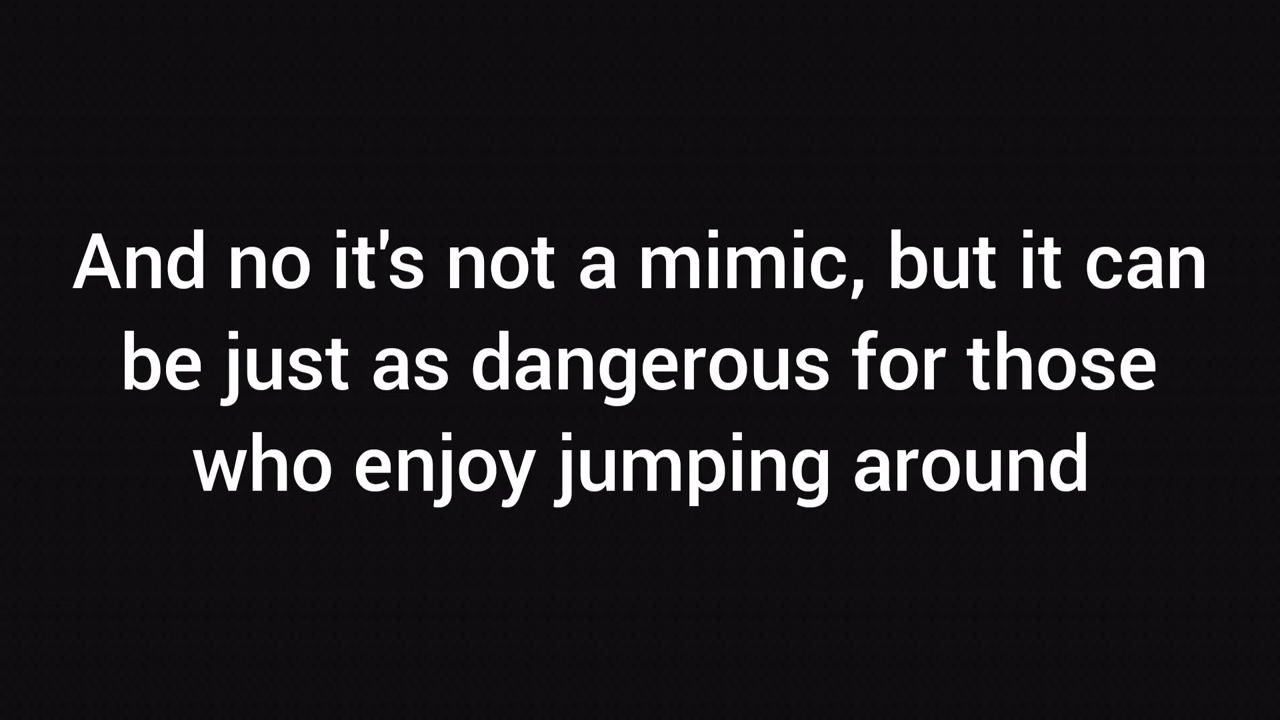 And no it's not a mimic, but it can
be just as dangerous for those
who enjoy jumping around